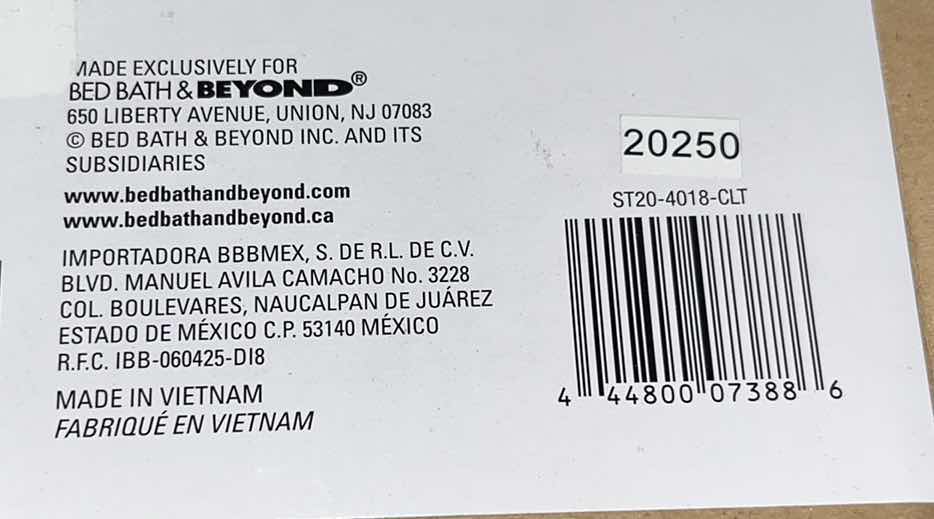 MADE EXCLUSIVELY FOR
BED BATH & BEYOND®
650 LIBERTY AVENUE, UNION, NJ 07083
© BED BATH & BEYOND INC. AND ITS
SUBSIDIARIES
www.bedbathandbeyond.com
www.bedbathandbeyond.ca
IMPORTADORA BBBMEX, S. DE R.L. DE C.V.
BLVD. MANUEL AVILA CAMACHO No. 3228
COL. BOULEVARES, NAUCALPAN DE JUÁREZ
ESTADO DE MÉXICO C.P. 53140 MÉXICO
R.F.C. IBB-060425-DI8
MADE IN VIETNAM
FABRIQUÉ EN VIETNAM
20250
ST20-4018-CLT
4 44800 07388 6